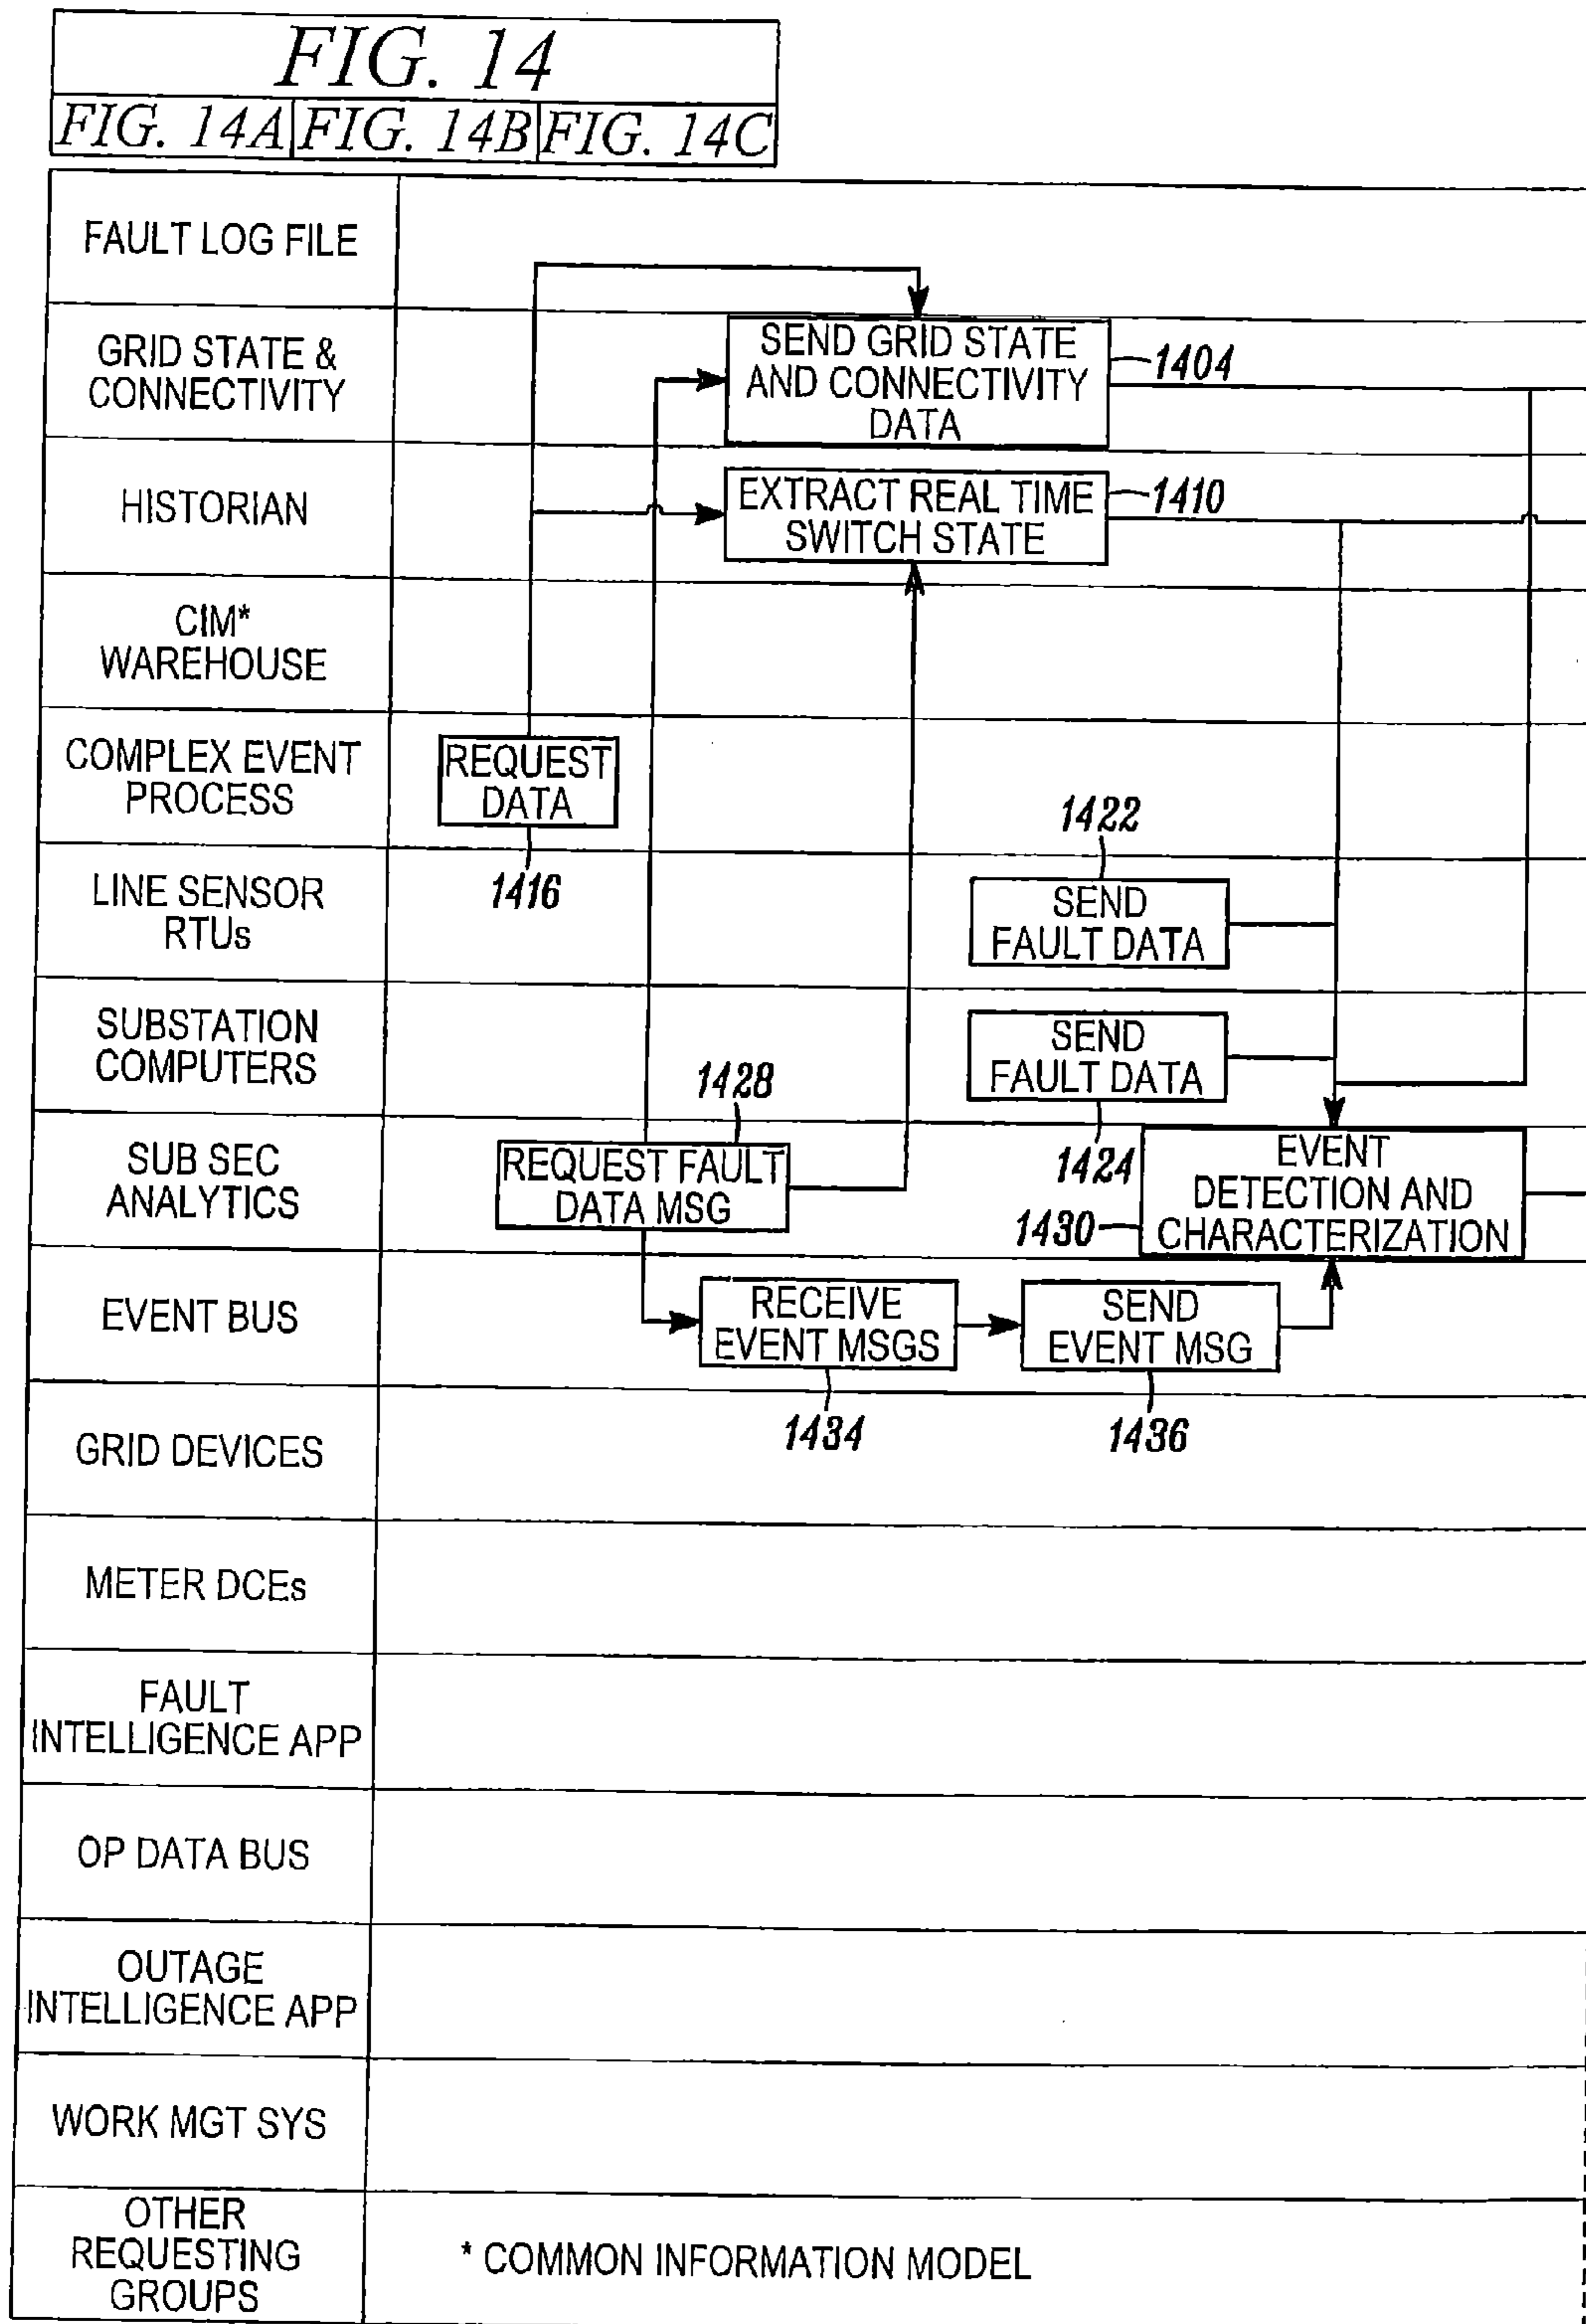 FIG. 14
FIG. 14A FIG. 14B FIG. 14C
FAULT LOG FILE
GRID STATE &
CONNECTIVITY
SEND GRID STATE
AND CONNECTIVITY
DATA
1404
HISTORIAN
EXTRACT REAL TIME
SWITCH STATE
1410
CIM*
WAREHOUSE
COMPLEX EVENT
PROCESS
REQUEST
DATA
1416
1422
LINE SENSOR
RTUs
SEND
FAULT DATA
SUBSTATION
COMPUTERS
SEND
FAULT DATA
1424
1428
SUB SEC
ANALYTICS
REQUEST FAULT
DATA MSG
EVENT
DETECTION AND
CHARACTERIZATION
1430
EVENT BUS
RECEIVE
EVENT MSGS
SEND
EVENT MSG
1434
1436
GRID DEVICES
METER DCEs
FAULT
INTELLIGENCE APP
OP DATA BUS
OUTAGE
INTELLIGENCE APP
WORK MGT SYS
OTHER
REQUESTING
GROUPS
* COMMON INFORMATION MODEL